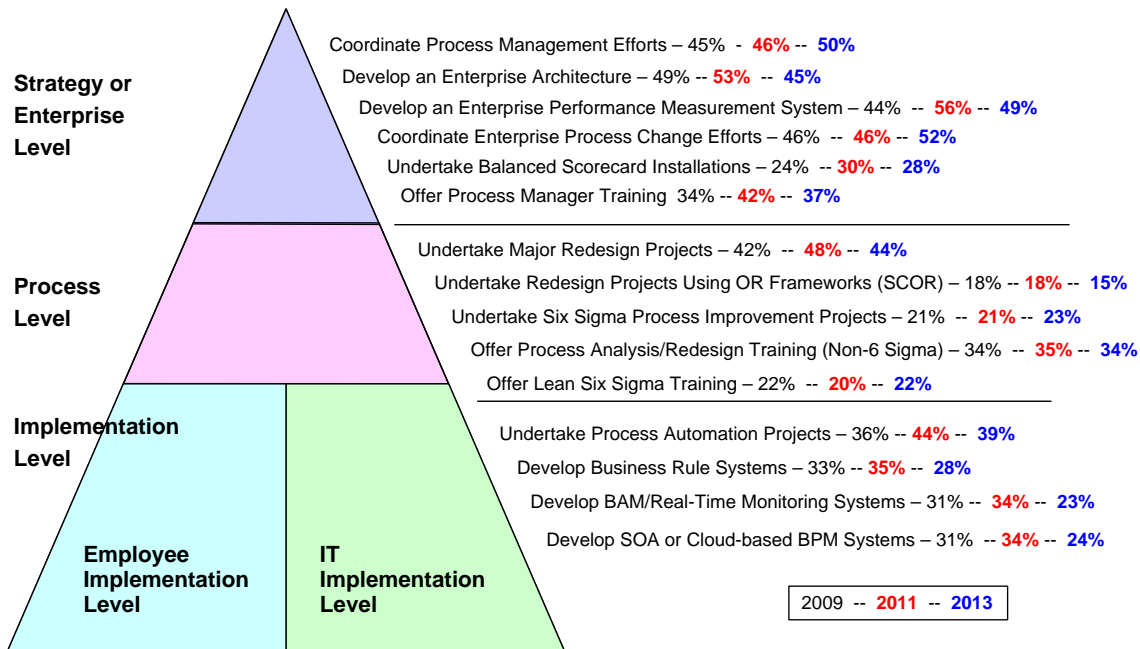 Strategy or
Enterprise
Level
Coordinate Process Management Efforts – 45%  -  46% --  50%
Develop an Enterprise Architecture – 49%  -- 53%  --  45%
Develop an Enterprise Performance Measurement System – 44%  -- 56% --  49%
Coordinate Enterprise Process Change Efforts – 46%  --  46% --  52%
Undertake Balanced Scorecard Installations – 24%  -- 30% --  28%
Offer Process Manager Training  34% -- 42% --  37%
Process
Level
Undertake Major Redesign Projects – 42%  --  48% --  44%
Undertake Redesign Projects Using OR Frameworks (SCOR) – 18% -- 18% --  15%
Undertake Six Sigma Process Improvement Projects – 21%  --  21% --  23%
Offer Process Analysis/Redesign Training (Non-6 Sigma) – 34%  --  35% --  34%
Offer Lean Six Sigma Training – 22%  --  20% --  22%
Implementation
Level
Undertake Process Automation Projects – 36% -- 44% --  39%
Develop Business Rule Systems – 33% -- 35% --  28%
Develop BAM/Real-Time Monitoring Systems – 31%  --  34% --  23%
Develop SOA or Cloud-based BPM Systems – 31%  -- 34% --  24%
Employee
Implementation
Level
IT
Implementation
Level
2009  --  2011  --  2013